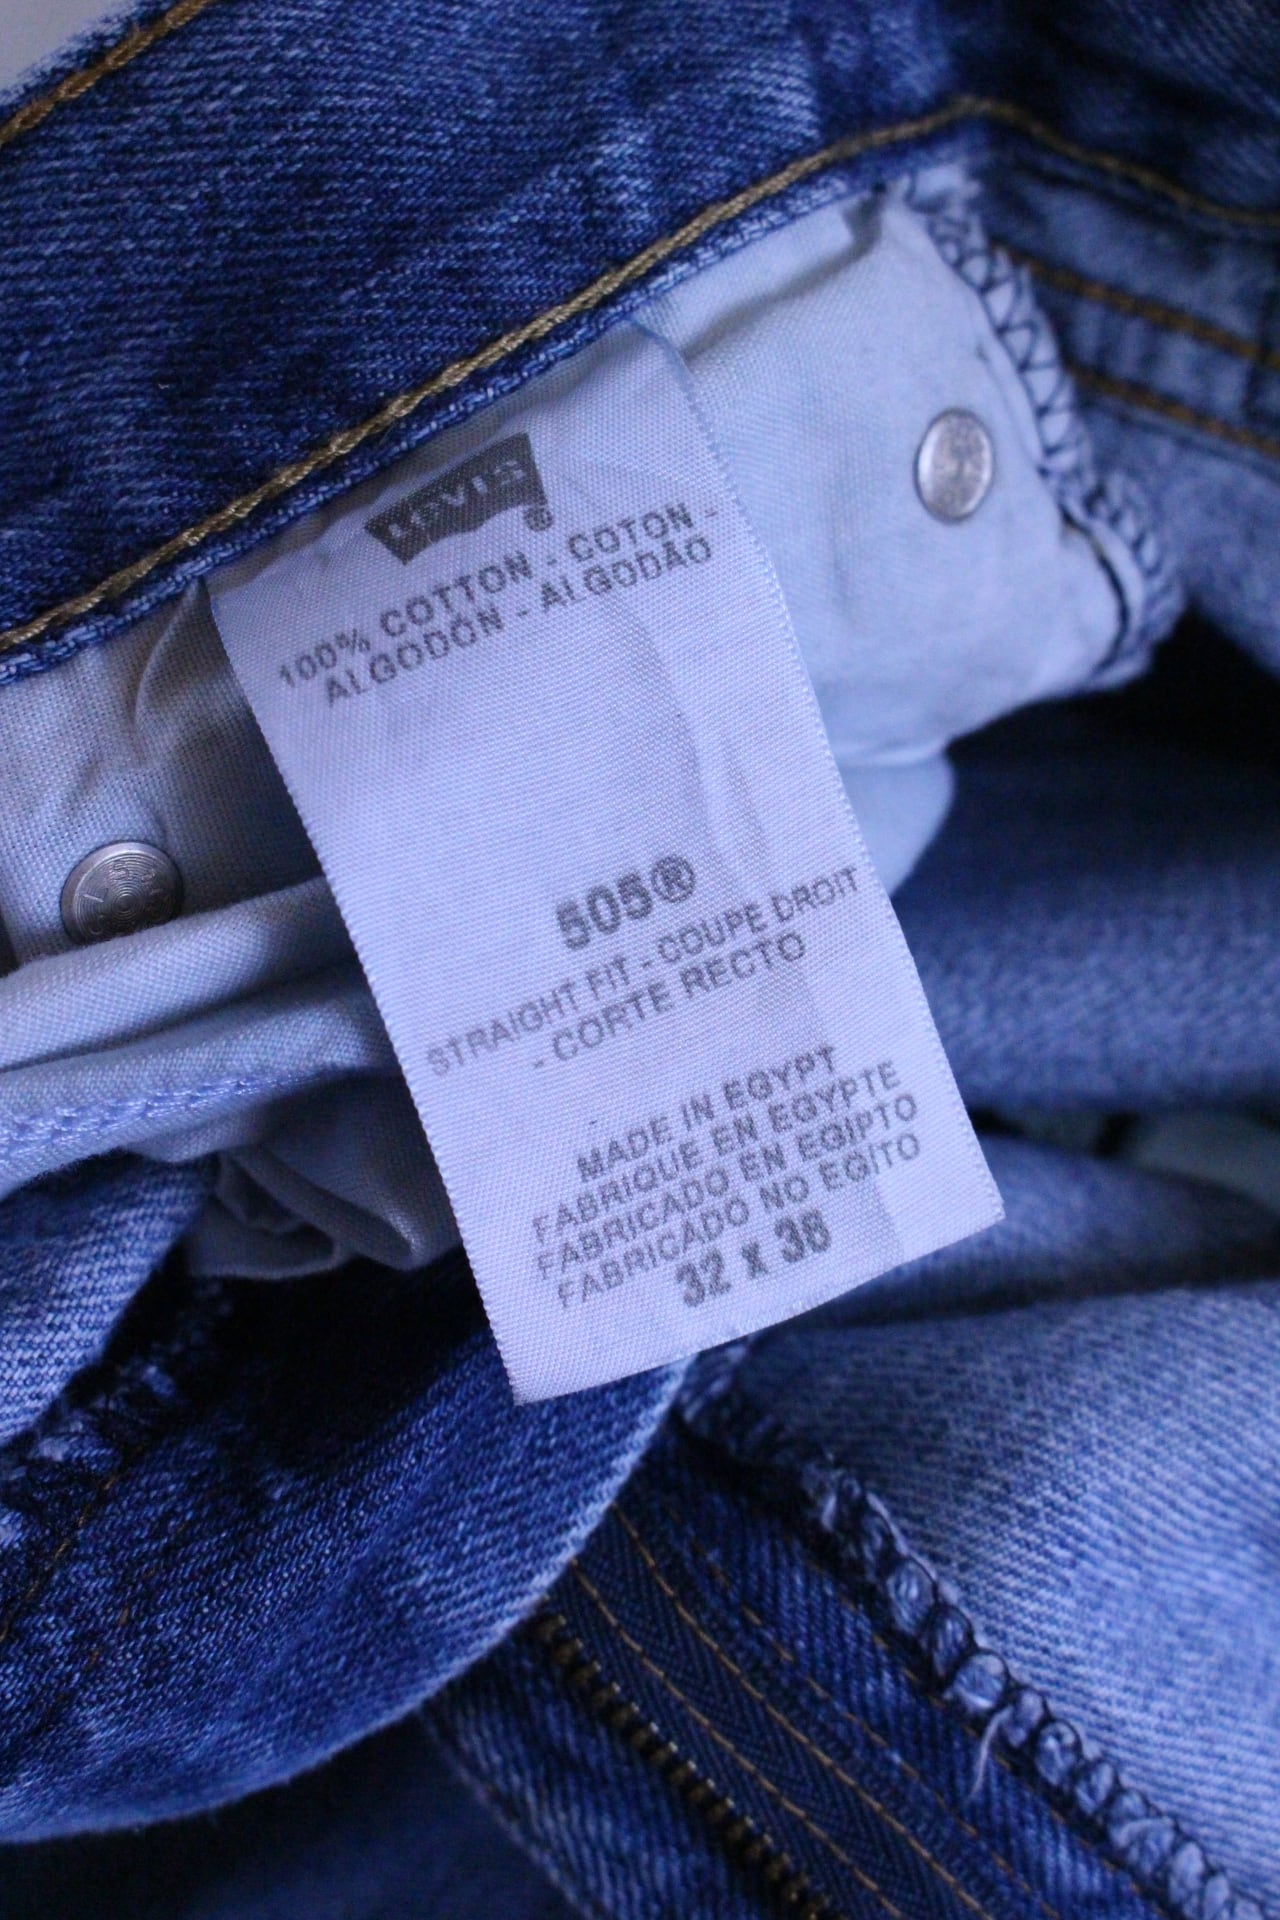 LEVI'S
®
100% COTTON - COTON -
ALGODÓN - ALGODÃO
505®
STRAIGHT FIT - COUPE DROIT
- CORTE RECTO
MADE IN EGYPT
FABRIQUE EN EGYPTE
FABRICADO EN EGIPTO
FABRICADO NO EGITO
32 x 36